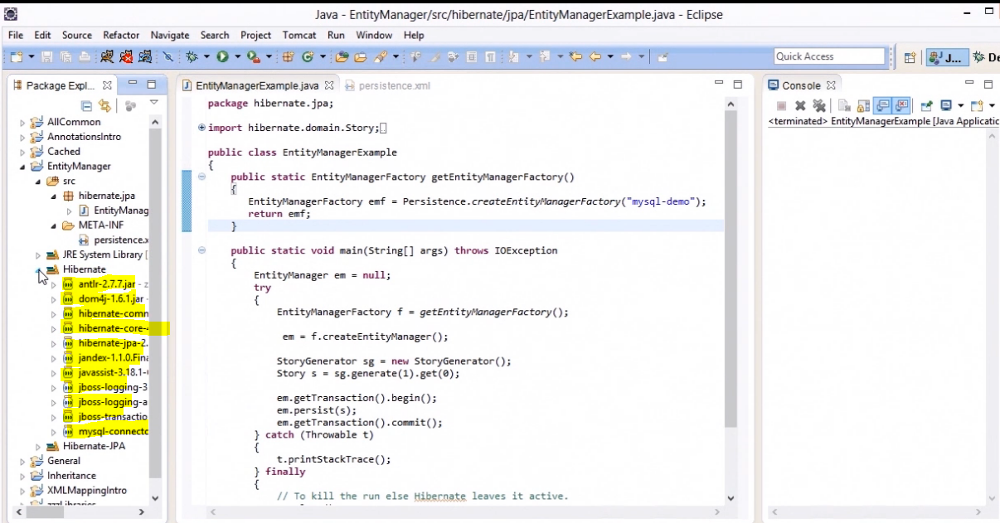 Java - EntityManager/src/hibernate/jpa/EntityManagerExample.java - Eclipse
File Edit Source Refactor Navigate Search Project Tomcat Run Window Help
Quick Access
J...
De
Package Expl...
AllCommon
AnnotationsIntro
Cached
EntityManager
src
hibernate.jpa
EntityManag
META-INF
persistence.x
JRE System Library [
Hibernate
antlr-2.7.7.jar - z
dom4j-1.6.1.jar -
hibernate-comn
hibernate-core-4
hibernate-jpa-2.
jandex-1.1.0.Fina
javassist-3.18.1-
jboss-logging-3
jboss-logging-a
jboss-transactio
mysql-connecto
Hibernate-JPA
General
Inheritance
XMLMappingIntro
EntityManagerExample.java
persistence.xml
package hibernate.jpa;
import hibernate.domain.Story;
public class EntityManagerExample
{
public static EntityManagerFactory getEntityManagerFactory()
{
EntityManagerFactory emf = Persistence.createEntityManagerFactory("mysql-demo");
return emf;
}
public static void main(String[] args) throws IOException
{
EntityManager em = null;
try
{
EntityManagerFactory f = getEntityManagerFactory();
em = f.createEntityManager();
StoryGenerator sg = new StoryGenerator();
Story s = sg.generate(1).get(0);
em.getTransaction().begin();
em.persist(s);
em.getTransaction().commit();
} catch (Throwable t)
{
t.printStackTrace();
} finally
{
// To kill the run else Hibernate leaves it active.
Console
<terminated> EntityManagerExample [Java Applicatic